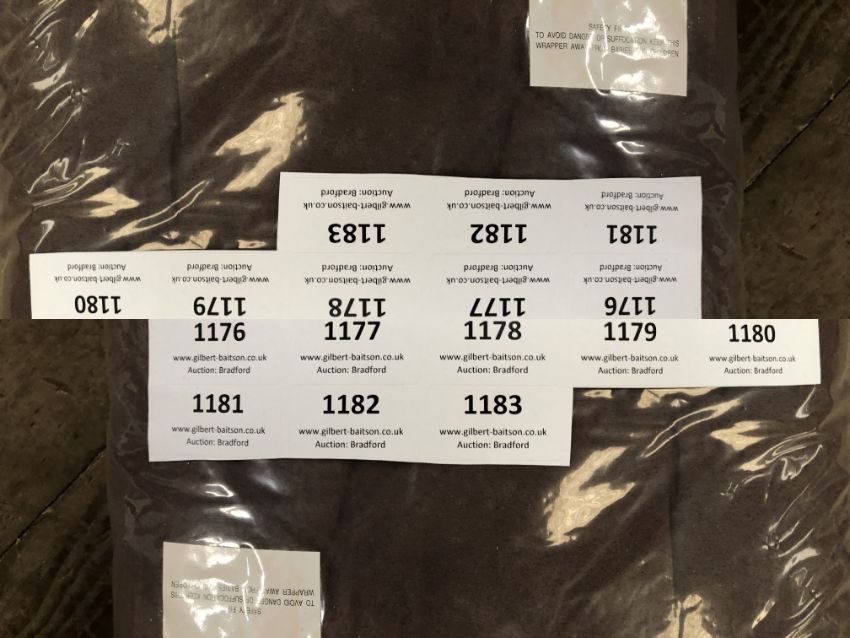 SAFETY FI
TO AVOID DANGE OF SUFFOCATION KEEP THIS
WRAPPER AWAY FROM BABIES CHILDREN
Auction: Bradford Auction: Bradford Auction: Bradford
www.gilbert-baitson.co.uk www.gilbert-baitson.co.uk www.gilbert-baitson.co.uk
1183 1182 1181
Auction: Bradford Auction: Bradford Auction: Bradford Auction: Bradford Auction: Bradford
www.gilbert-baitson.co.uk www.gilbert-baitson.co.uk www.gilbert-baitson.co.uk www.gilbert-baitson.co.uk www.gilbert-baitson.co.uk
1180 1179 1178 1177 1176
1176 1177 1178 1179 1180
www.gilbert-baitson.co.uk www.gilbert-baitson.co.uk www.gilbert-baitson.co.uk www.gilbert-baitson.co.uk www.gilbert-baitson.co.uk
Auction: Bradford Auction: Bradford Auction: Bradford Auction: Bradford Auction: Bradford
1181 1182 1183
www.gilbert-baitson.co.uk www.gilbert-baitson.co.uk www.gilbert-baitson.co.uk
Auction: Bradford Auction: Bradford Auction: Bradford
SAFETY FI
TO AVOID DANGE OF SUFFOCATION KEEP THIS
WRAPPER AWAY FROM BABIES CHILDREN